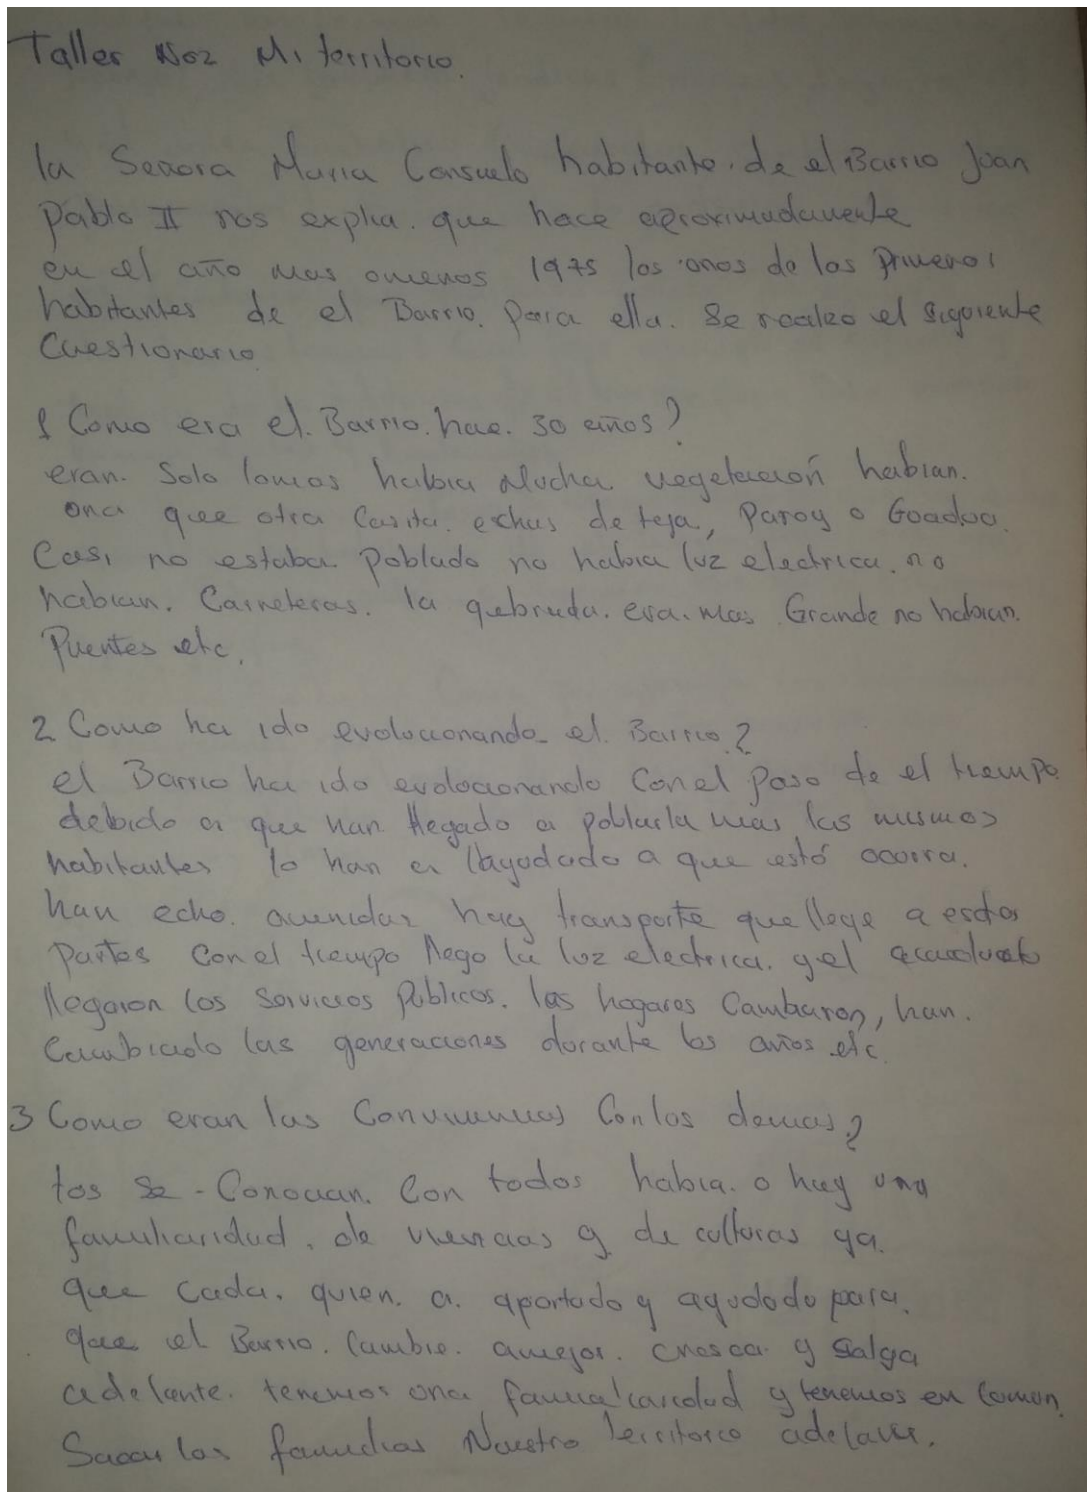 Taller No2 Mi territorio.
la Señora Maria Consuelo habitante. de el Barrio Juan
Pablo II nos explica. que hace aproximadamente
en el año mas omenos 1975 los onos de los Primeros
habitantes de el Barrio. Para ella. Se realizo el siguiente
Cuestionario
1 Como era el. Barrio. hace. 30 años?
eran. Solo lomas habia Mucha vegetación habian.
ona que otra Casita. echas de teja, Paroy o Guadua.
Casi no estaba Poblado no habia luz electrica. no
habian. Carreteras. la quebrada. era. mas Grande no habian.
Puentes etc.
2 Como ha ido evolucionando el. Barrio?
el Barrio ha ido evolucionando Con el Paso de el tiempo
debido a que han llegado a poblarla mas los mismos
habitantes lo han a ayudado a que estó ocorra.
han echo. avenidas hay transporte que llege a estas
Partes Con el tiempo llego la luz electrica. y el acueducto
llegaron los Servicios Publicos. los hogares Cambiaron, han.
Cambiado las generaciones durante los años etc.
3 Como eran las Convivencias Con los demas?
tos Se - Conocian. Con todos habia. o hay una
familiaridad. de vivencias y de culturas ya.
que cada. quien. a. aportado y ayudado para.
que el Barrio. Cambie. amejor. cresca y salga
adelante. tenemos una familiaridad y tenemos en Comun.
Sacar las familias Nuestro territorio adelante.